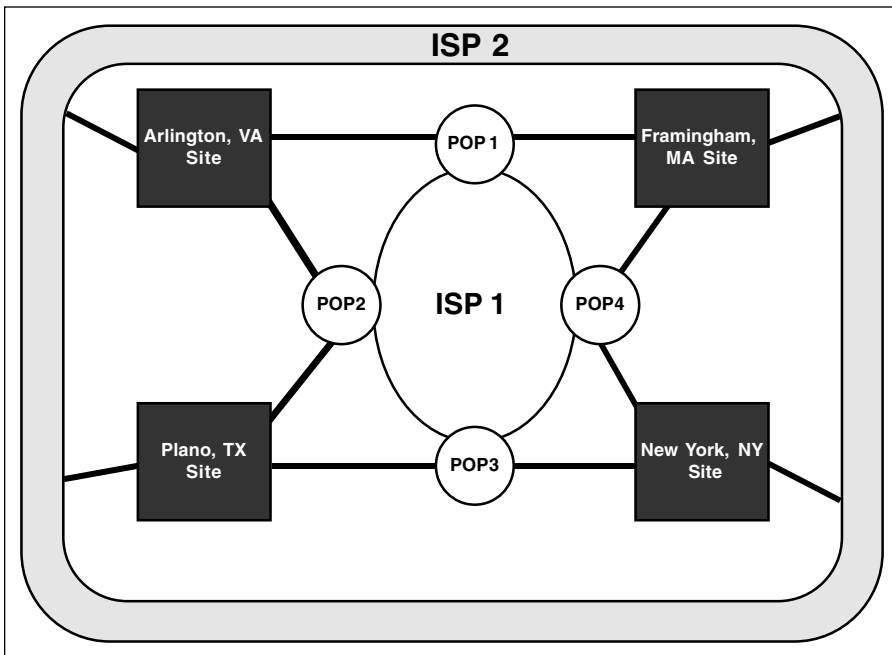 ISP 2
Arlington, VA
Site
POP 1
Framingham,
MA Site
POP2
ISP 1
POP4
Plano, TX
Site
POP3
New York, NY
Site